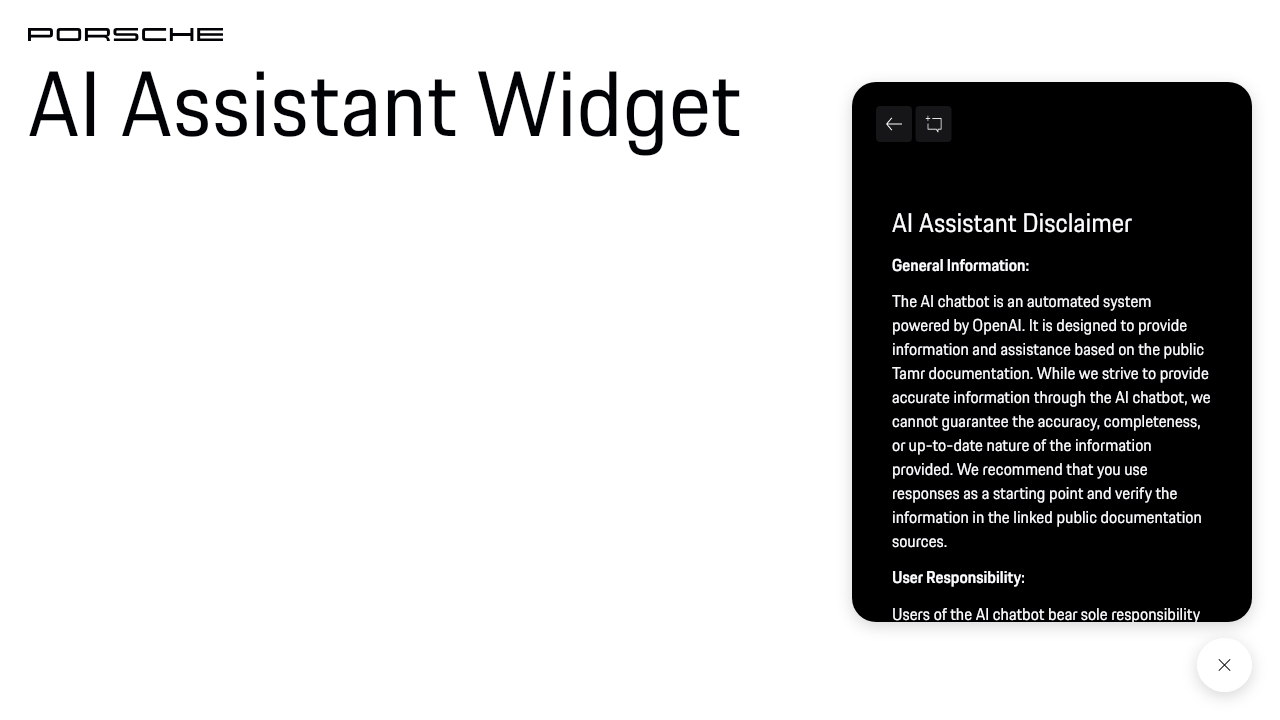 PORSCHE
AI Assistant Widget
AI Assistant Disclaimer
General Information:
The AI chatbot is an automated system
powered by OpenAI. It is designed to provide
information and assistance based on the public
Tamr documentation. While we strive to provide
accurate information through the AI chatbot, we
cannot guarantee the accuracy, completeness,
or up-to-date nature of the information
provided. We recommend that you use
responses as a starting point and verify the
information in the linked public documentation
sources.
User Responsibility:
Users of the AI chatbot bear sole responsibility